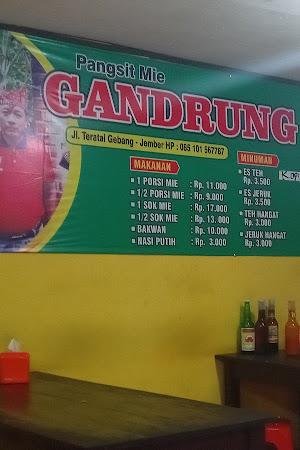 Pangsit Mie
GANDRUNG
Jl. Teratai Gebang - Jember HP : 085 101 567787
MAKANAN
1 PORSI MIE : Rp. 11.000
1/2 PORSI MIE : Rp. 9.000
1 SOK MIE : Rp. 17.000
1/2 SOK MIE : Rp. 13.000
BAKWAN : Rp. 10.000
NASI PUTIH : Rp. 3.000
MINUMAN
ES TEH
Rp. 3.500
ES JERUK
Rp. 3.500
TEH HANGAT
Rp. 3.000
JERUK HANGAT
Rp. 3.000